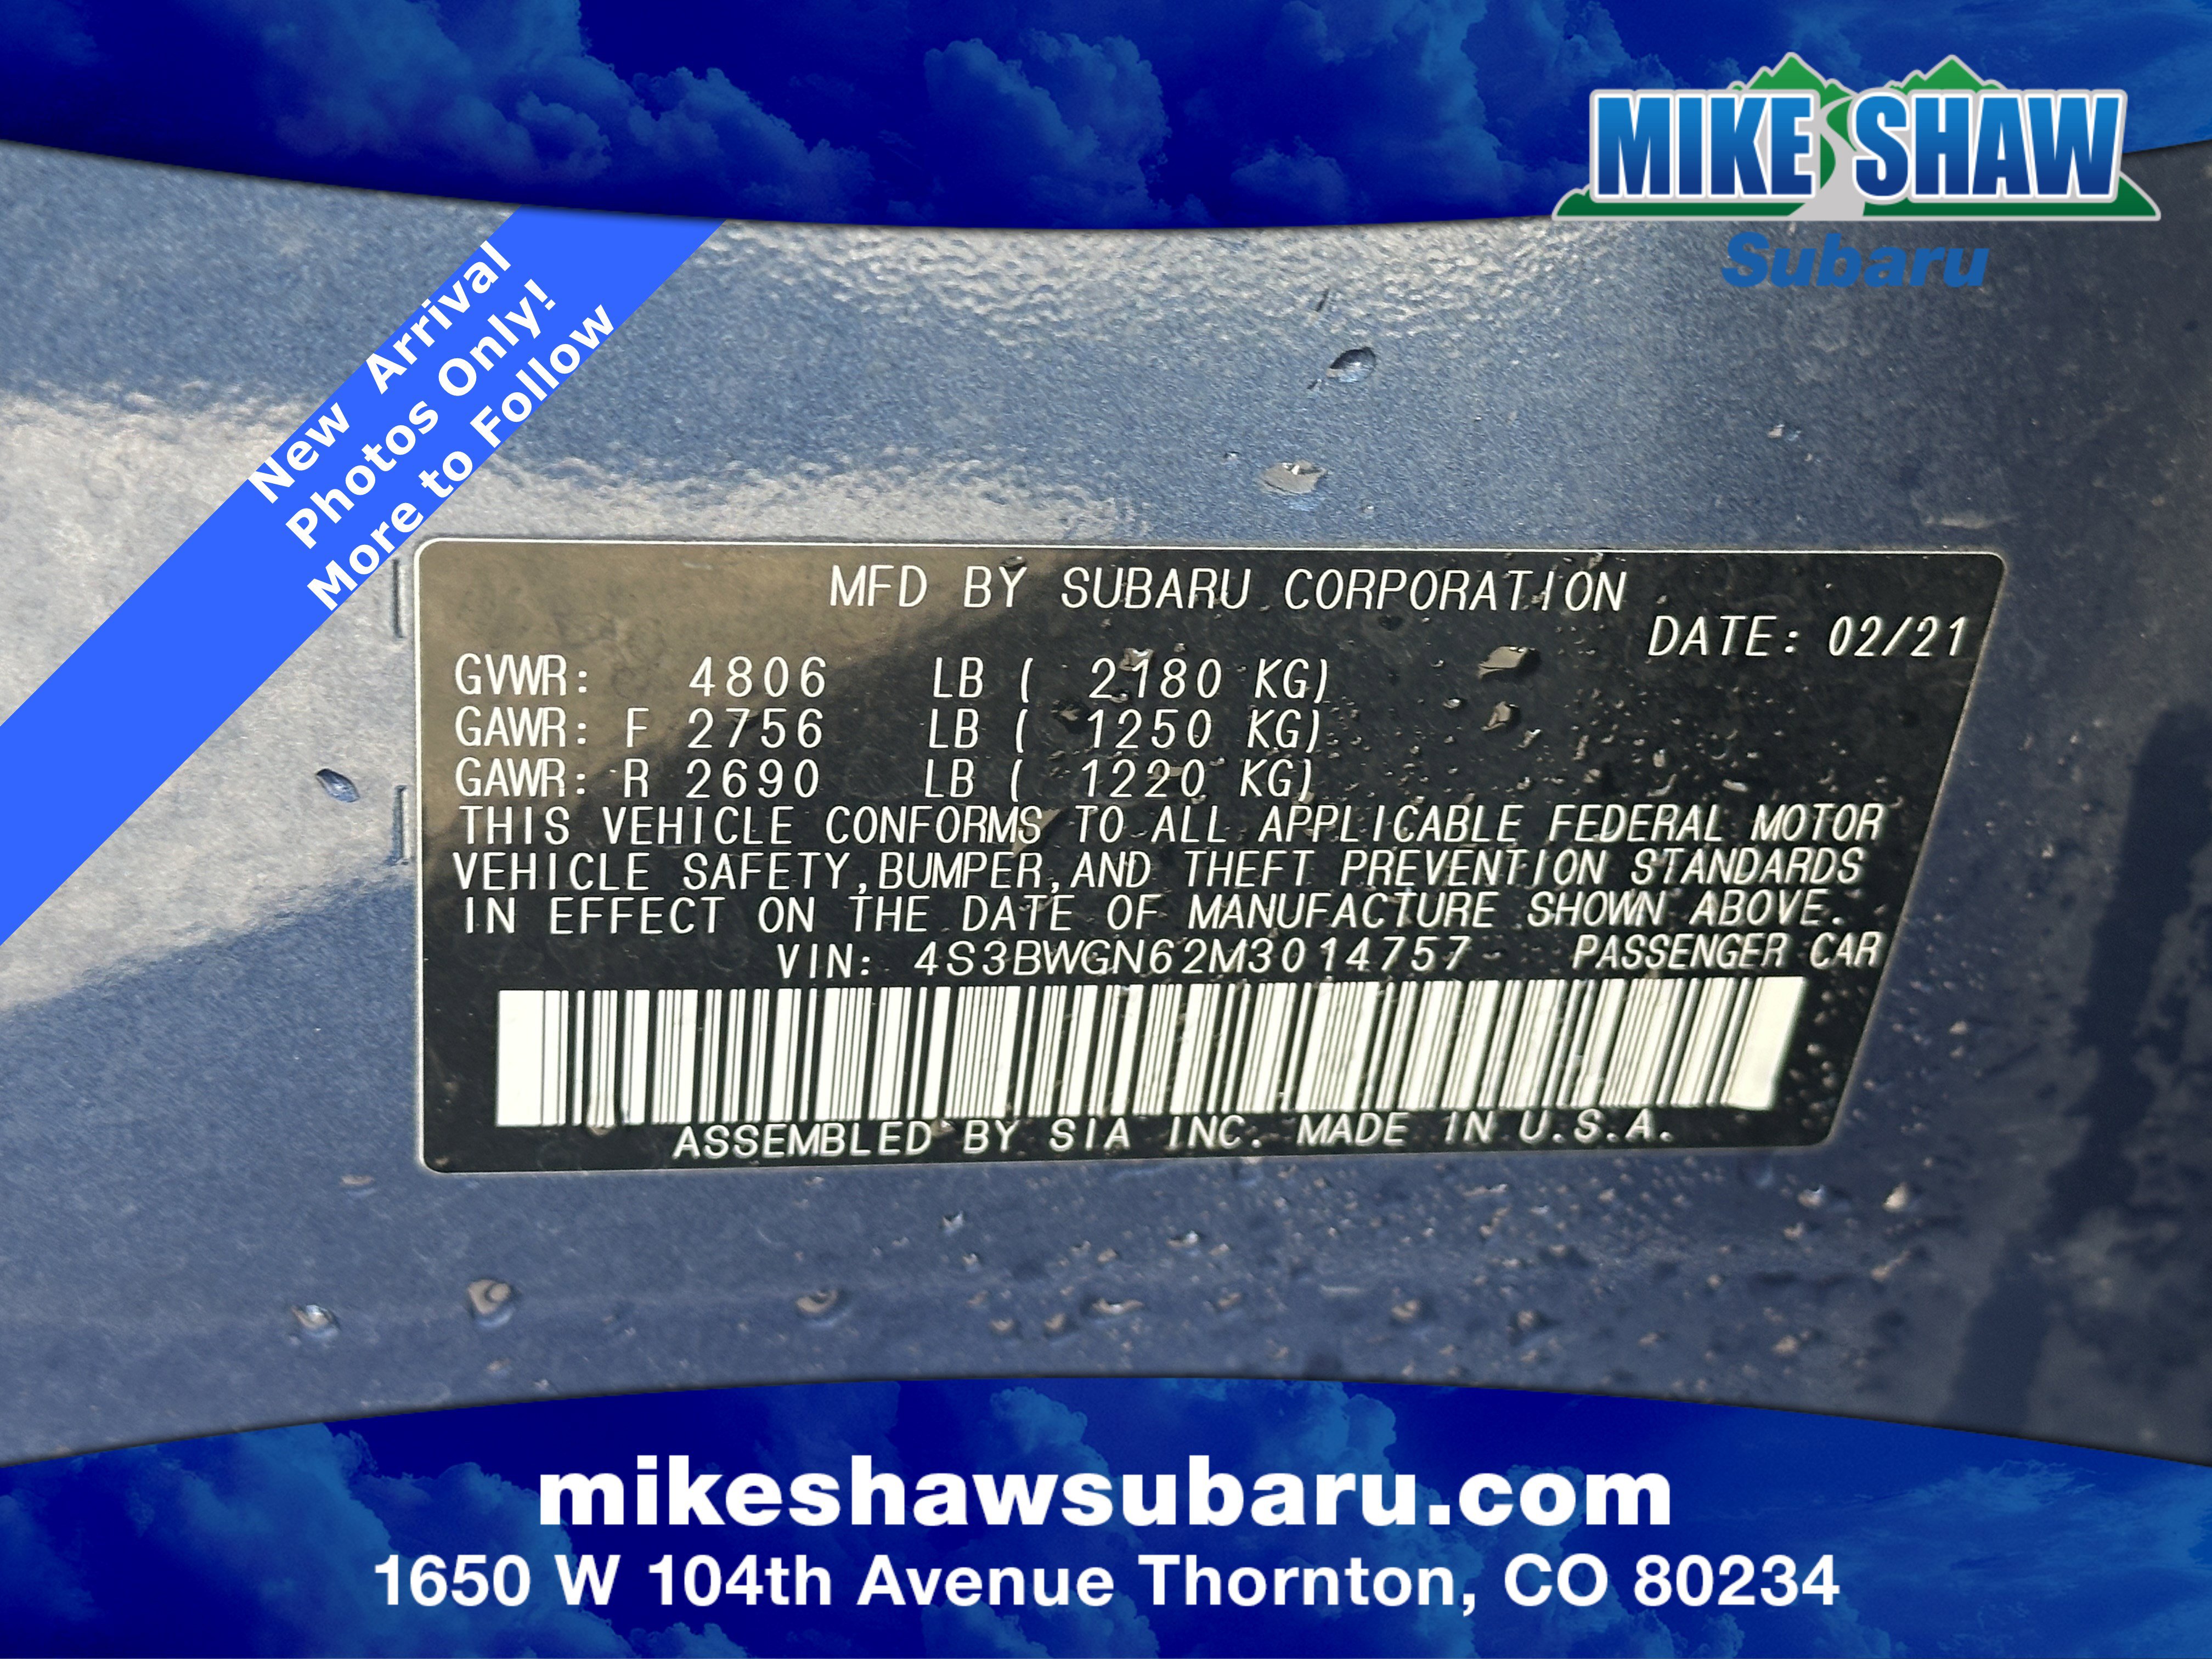 MIKE SHAW
Subaru
New Arrival
Photos Only!
More to Follow
MFD BY SUBARU CORPORATION
DATE: 02/21
GVWR: 4806 LB ( 2180 KG)
GAWR: F 2756 LB ( 1250 KG)
GAWR: R 2690 LB ( 1220 KG)
THIS VEHICLE CONFORMS TO ALL APPLICABLE FEDERAL MOTOR
VEHICLE SAFETY, BUMPER, AND THEFT PREVENTION STANDARDS
IN EFFECT ON THE DATE OF MANUFACTURE SHOWN ABOVE.
VIN: 4S3BWGN62M3014757 PASSENGER CAR
ASSEMBLED BY SIA INC. MADE IN U.S.A.
mikeshawsubaru.com
1650 W 104th Avenue Thornton, CO 80234